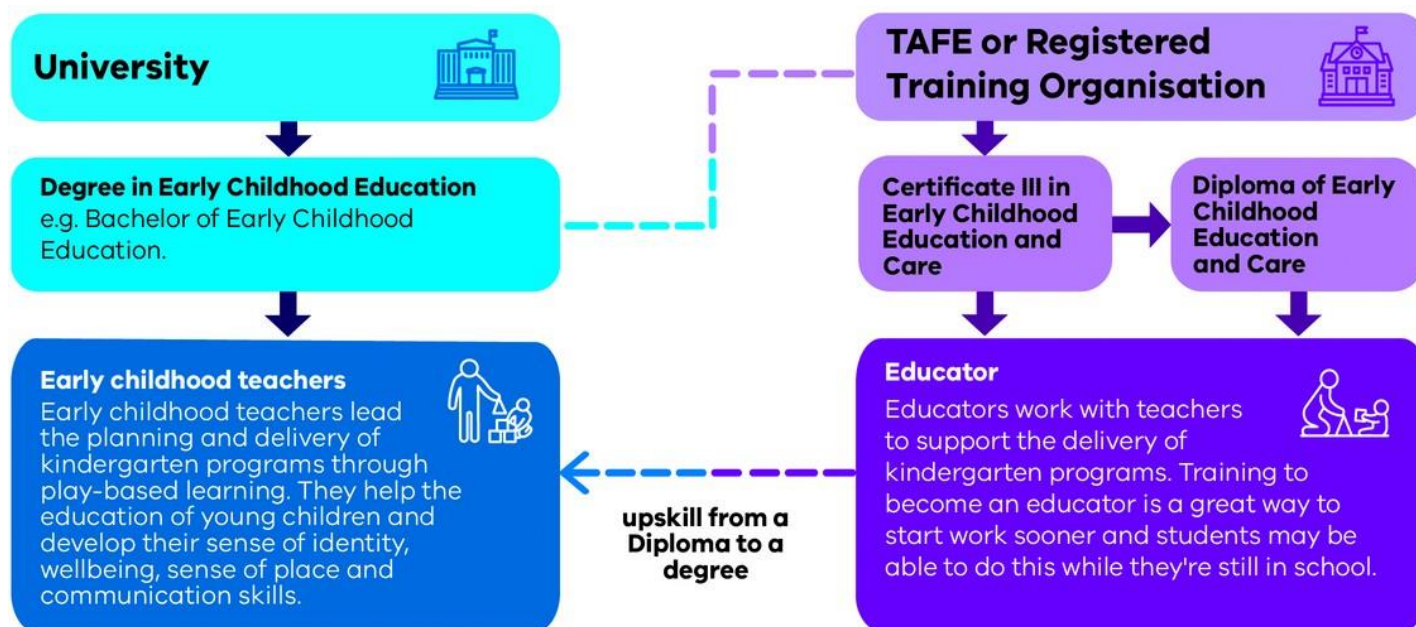 University
Degree in Early Childhood Education
e.g. Bachelor of Early Childhood
Education.
Early childhood teachers
Early childhood teachers lead
the planning and delivery of
kindergarten programs through
play-based learning. They help the
education of young children and
develop their sense of identity,
wellbeing, sense of place and
communication skills.
upskill from a
Diploma to a
degree
TAFE or Registered
Training Organisation
Certificate III in
Early Childhood
Education and
Care
Diploma of Early
Childhood
Education
and Care
Educator
Educators work with teachers
to support the delivery of
kindergarten programs. Training to
become an educator is a great way to
start work sooner and students may be
able to do this while they're still in school.